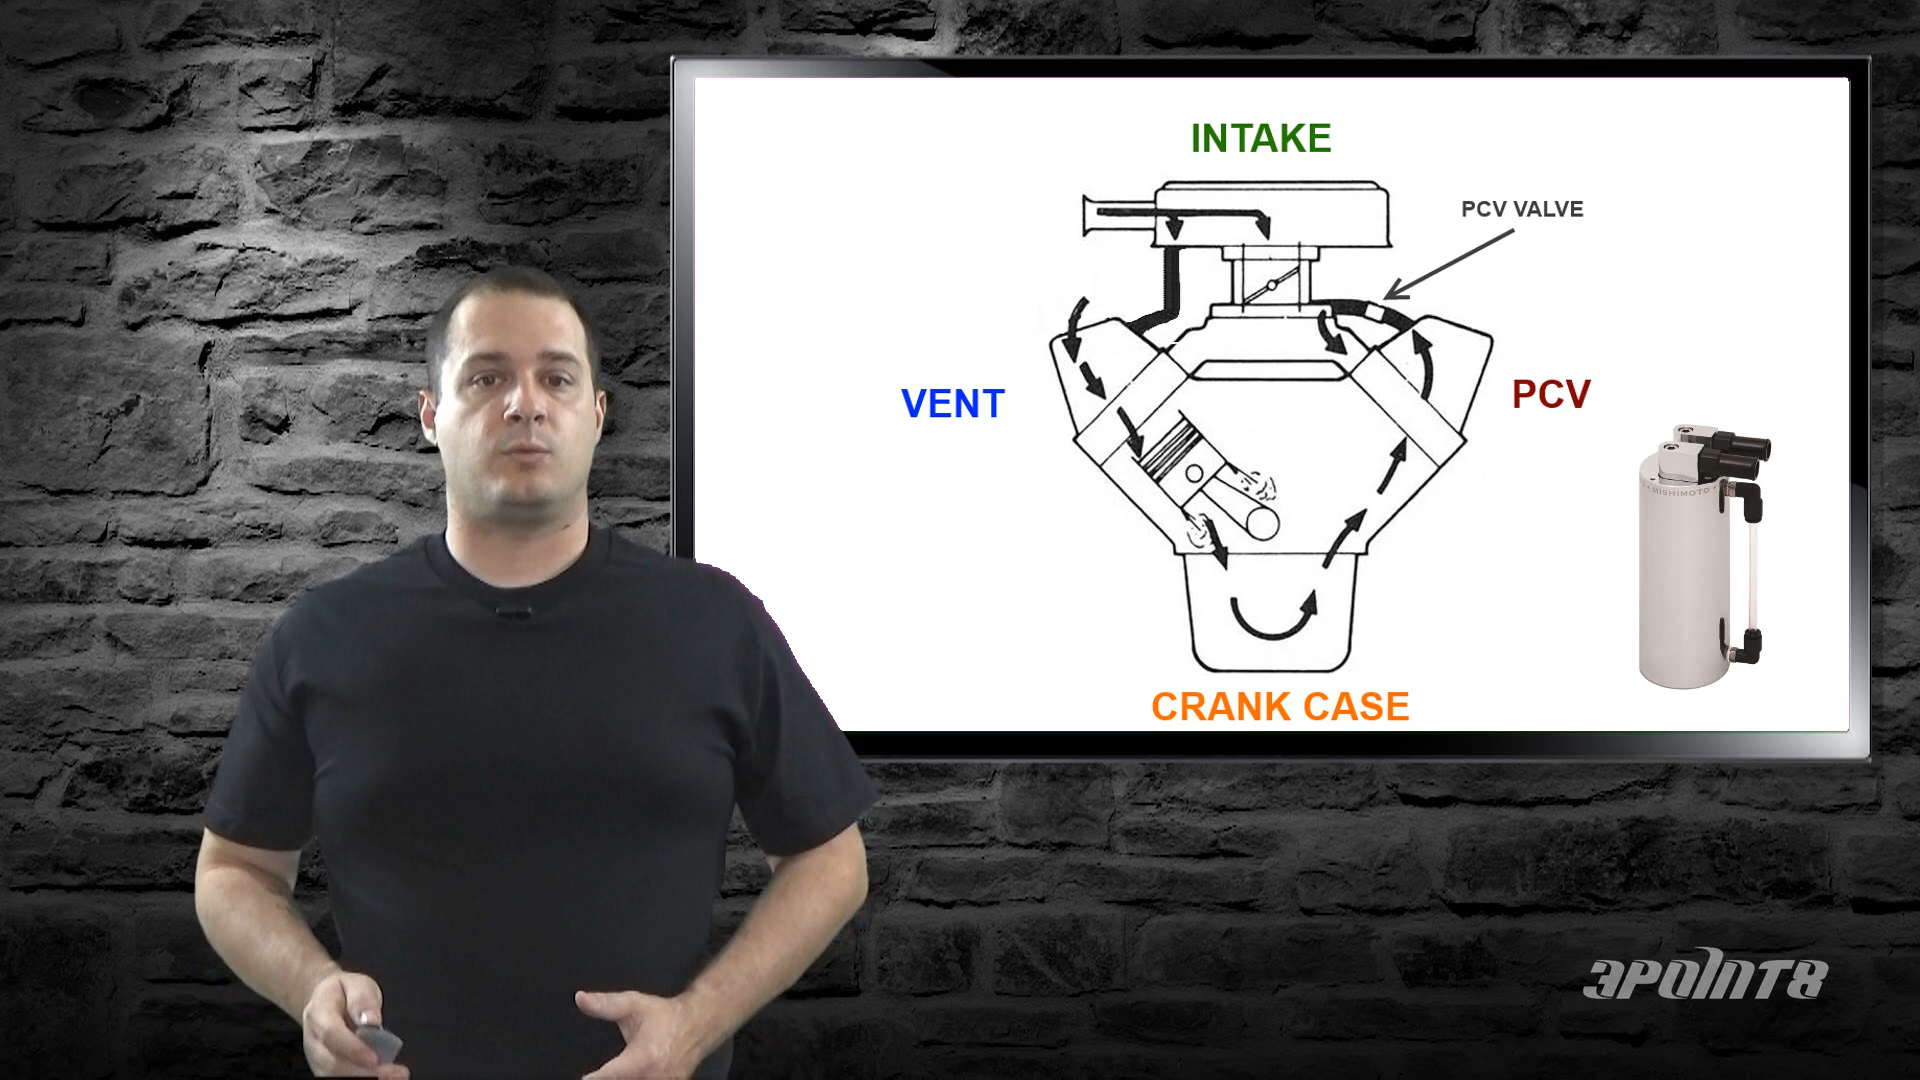 INTAKE
PCV VALVE
VENT
PCV
MISHIMOTO
CRANK CASE
3POINT8